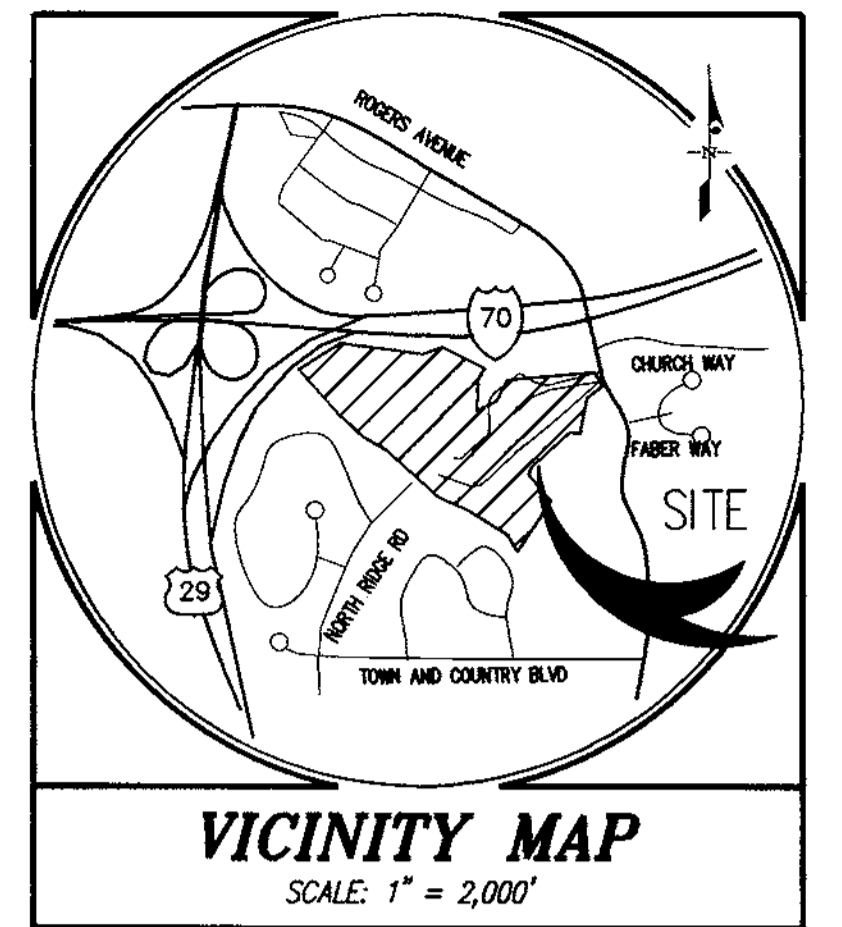 ROGERS AVENUE
N
70
CHURCH WAY
FABER WAY
SITE
29
NORTH RIDGE RD
TOWN AND COUNTRY BLVD
VICINITY MAP
SCALE: 1" = 2,000'